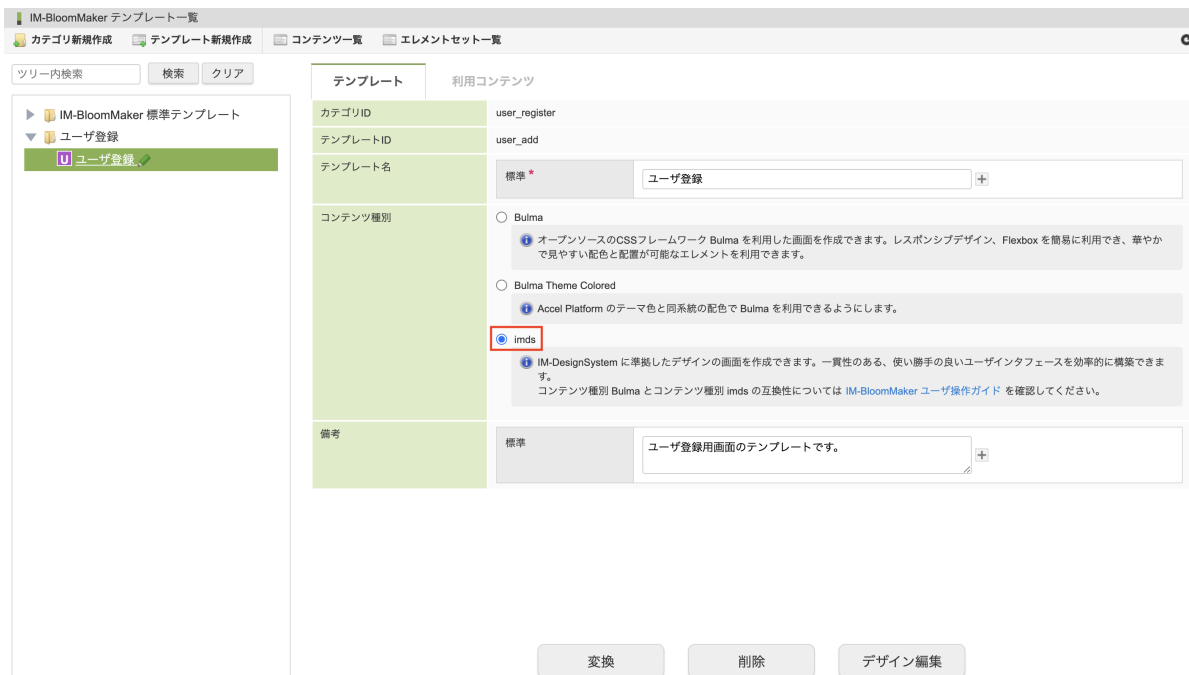 IM-BloomMaker テンプレート一覧
カテゴリ新規作成 テンプレート新規作成 コンテンツ一覧 エレメントセット一覧
ツリー内検索 検索 クリア
IM-BloomMaker 標準テンプレート
ユーザ登録
U ユーザ登録
テンプレート 利用コンテンツ
カテゴリID user_register
テンプレートID user_add
テンプレート名 標準 * ユーザ登録
コンテンツ種別 Bulma
オープンソースのCSSフレームワーク Bulma を利用した画面を作成できます。レスポンシブデザイン、Flexbox を簡易に利用でき、華やか
で見やすい配色と配置が可能なエレメントを利用できます。
Bulma Theme Colored
Accel Platform のテーマ色と同系統の配色で Bulma を利用できるようにします。
imds
IM-DesignSystem に準拠したデザインの画面を作成できます。一貫性のある、使い勝手の良いユーザインタフェースを効率的に構築できま
す。
コンテンツ種別 Bulma とコンテンツ種別 imds の互換性については IM-BloomMaker ユーザ操作ガイド を確認してください。
備考 標準 ユーザ登録用画面のテンプレートです。
変換 削除 デザイン編集